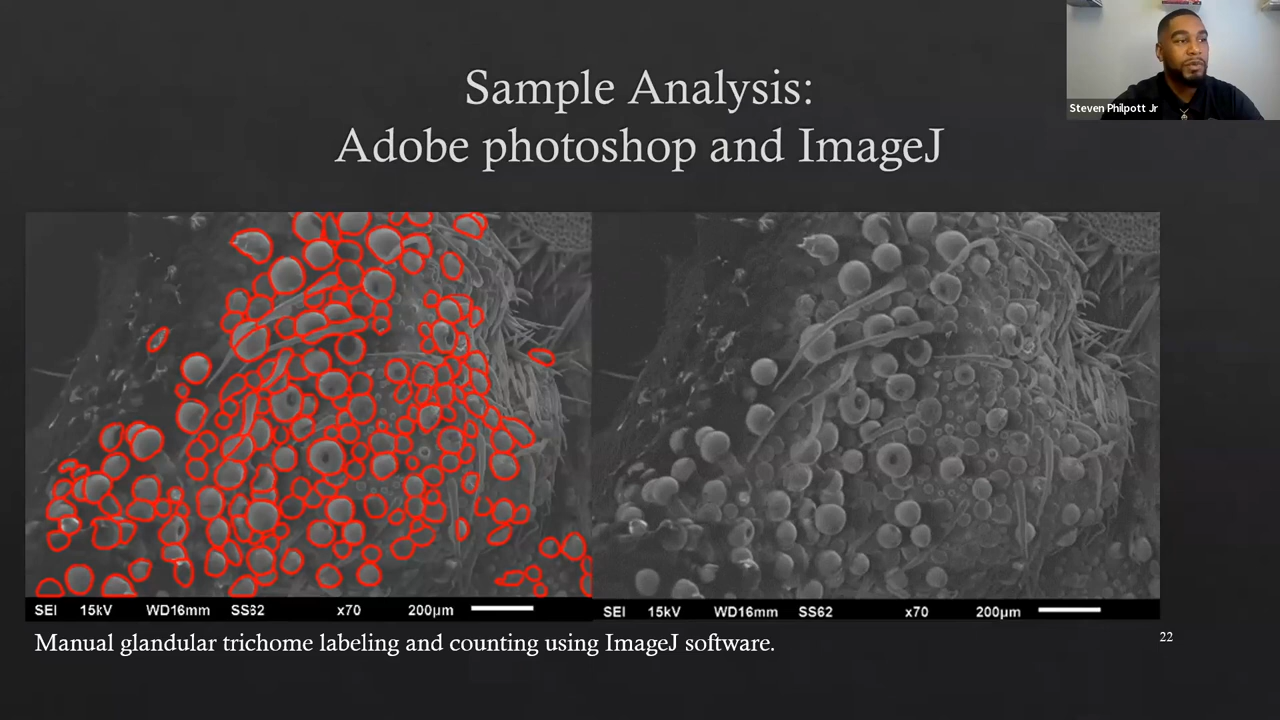 Steven Philpott Jr
Sample Analysis:
Adobe photoshop and ImageJ
SEI 15kV WD16mm SS62 x70 200µm
SEI 15kV WD16mm SS62 x70 200µm
Manual glandular trichome labeling and counting using ImageJ software.
22